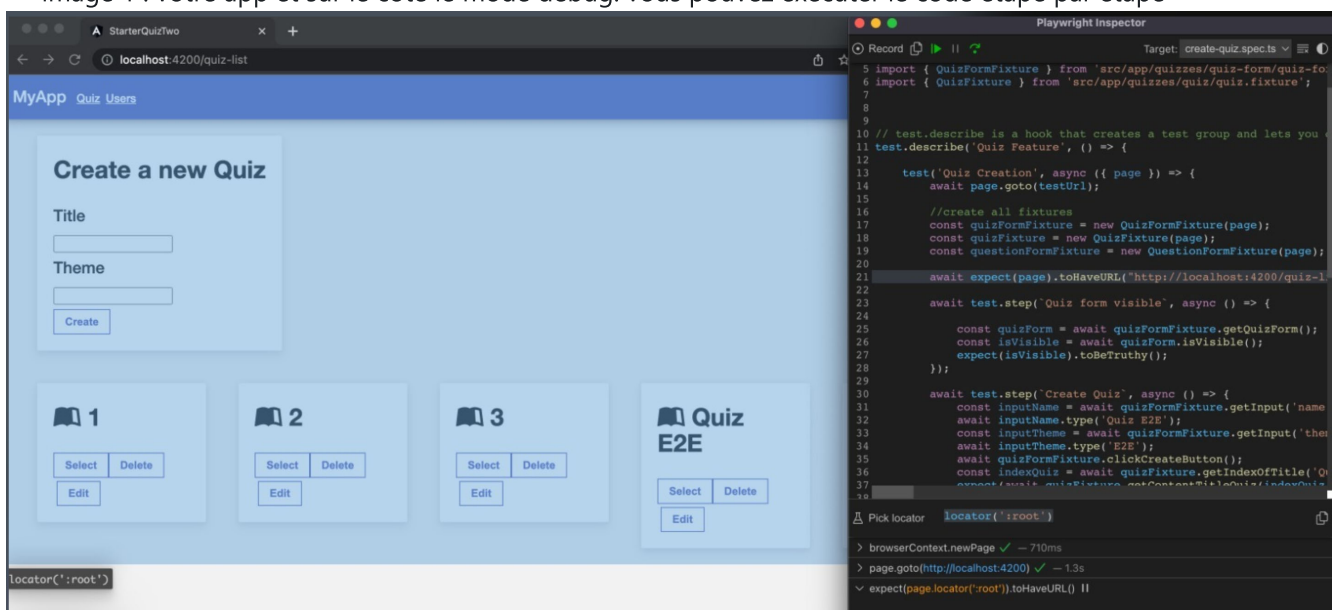 StarterQuizTwo
localhost:4200/quiz-list
MyApp Quiz Users
Create a new Quiz
Title
Theme
Create
1
Select Delete
Edit
2
Select Delete
Edit
3
Select Delete
Edit
Quiz
E2E
Select Delete
Edit
locator(':root')
Playwright Inspector
Record
Target: create-quiz.spec.ts
5 import { QuizFormFixture } from 'src/app/quizzes/quiz-form/quiz-fo
6 import { QuizFixture } from 'src/app/quizzes/quiz/quiz.fixture';
7
8
9
10 // test.describe is a hook that creates a test group and lets you
11 test.describe('Quiz Feature', () => {
12
13 test('Quiz Creation', async ({ page }) => {
14 await page.goto(testUrl);
15
16 //create all fixtures
17 const quizFormFixture = new QuizFormFixture(page);
18 const quizFixture = new QuizFixture(page);
19 const questionFormFixture = new QuestionFormFixture(page);
20
21 await expect(page).toHaveURL("http://localhost:4200/quiz-l
22
23 await test.step(`Quiz form visible`, async () => {
24
25 const quizForm = await quizFormFixture.getQuizForm();
26 const isVisible = await quizForm.isVisible();
27 expect(isVisible).toBeTruthy();
28 });
29
30 await test.step(`Create Quiz`, async () => {
31 const inputName = await quizFormFixture.getInput('name
32 await inputName.type('Quiz E2E');
33 const inputTheme = await quizFormFixture.getInput('them
34 await inputTheme.type('E2E');
35 await quizFormFixture.clickCreateButton();
36 const indexQuiz = await quizFixture.getIndexOfTitle('Qu
37 expect(await quizFixture.getContentTitleQuiz(indexQuiz
38
Pick locator locator(':root')
> browserContext.newPage ✓ — 710ms
> page.goto(http://localhost:4200) ✓ — 1.3s
expect(page.locator(':root')).toHaveURL()